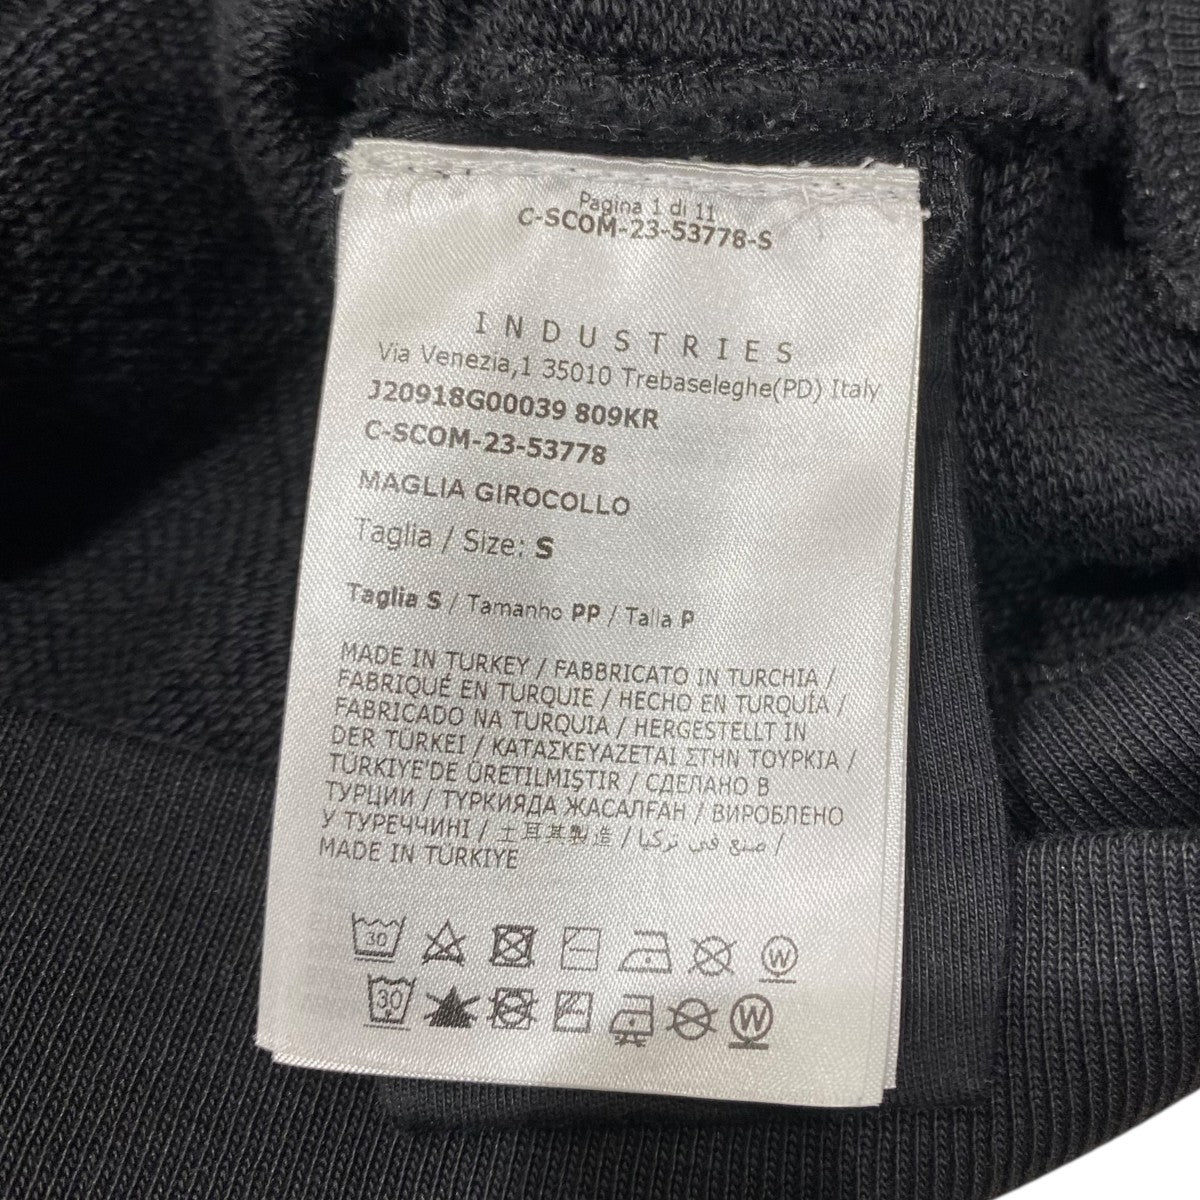 Pagina 1 di 11
C-SCOM-23-53778-S
INDUSTRIES
Via Venezia,1 35010 Trebaseleghe(PD) Italy
J20918G00039 809KR
C-SCOM-23-53778
MAGLIA GIROCOLLO
Taglia / Size: S
Taglia S / Tamanho PP / Talla P
MADE IN TURKEY / FABBRICATO IN TURCHIA /
FABRIQUÉ EN TURQUIE / HECHO EN TURQUÍA /
FABRICADO NA TURQUIA / HERGESTELLT IN
DER TÜRKEI / ΚΑΤΑΣΚΕΥΑΖΕΤΑΙ ΣΤΗΝ ΤΟΥΡΚΙΑ /
TÜRKİYE'DE ÜRETİLMİŞTİR / СДЕЛАНО В
ТУРЦИИ / ТҮРКИЯДА ЖАСАЛҒАН / ВИРОБЛЕНО
У ТУРЕЧЧИНІ / 土耳其製造 / صنع في تركيا /
MADE IN TÜRKİYE
30
W
30
W